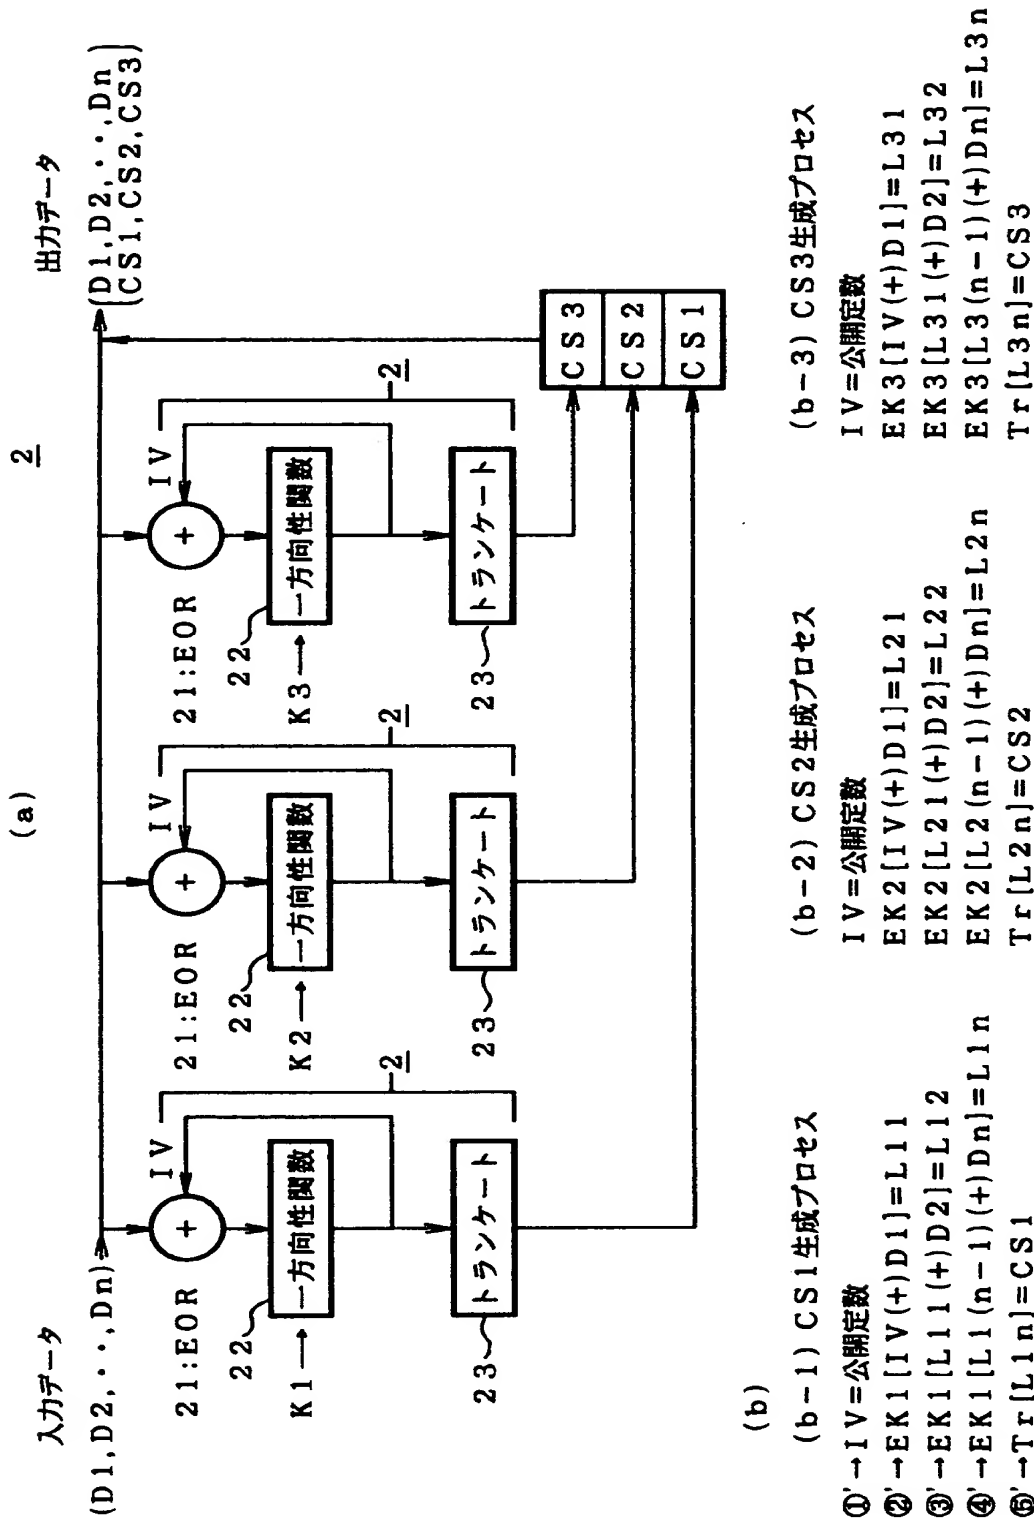 (a)
2
入力データ
(D1,D2,・・,Dn)
出力データ
(D1,D2,・・,Dn
CS1,CS2,CS3)
21:EOR
+
IV
22
K1→
一方向性関数
23
トランケート
2
21:EOR
+
IV
22
K2→
一方向性関数
23
トランケート
2
21:EOR
+
IV
22
K3→
一方向性関数
23
トランケート
2
CS3
CS2
CS1
(b)
(b-1) CS1生成プロセス
①'→IV=公開定数
②'→EK1[IV(+)D1]=L11
③'→EK1[L11(+)D2]=L12
④'→EK1[L1(n-1)(+)Dn]=L1n
⑤'→Tr[L1n]=CS1
(b-2) CS2生成プロセス
IV=公開定数
EK2[IV(+)D1]=L21
EK2[L21(+)D2]=L22
EK2[L2(n-1)(+)Dn]=L2n
Tr[L2n]=CS2
(b-3) CS3生成プロセス
IV=公開定数
EK3[IV(+)D1]=L31
EK3[L31(+)D2]=L32
EK3[L3(n-1)(+)Dn]=L3n
Tr[L3n]=CS3